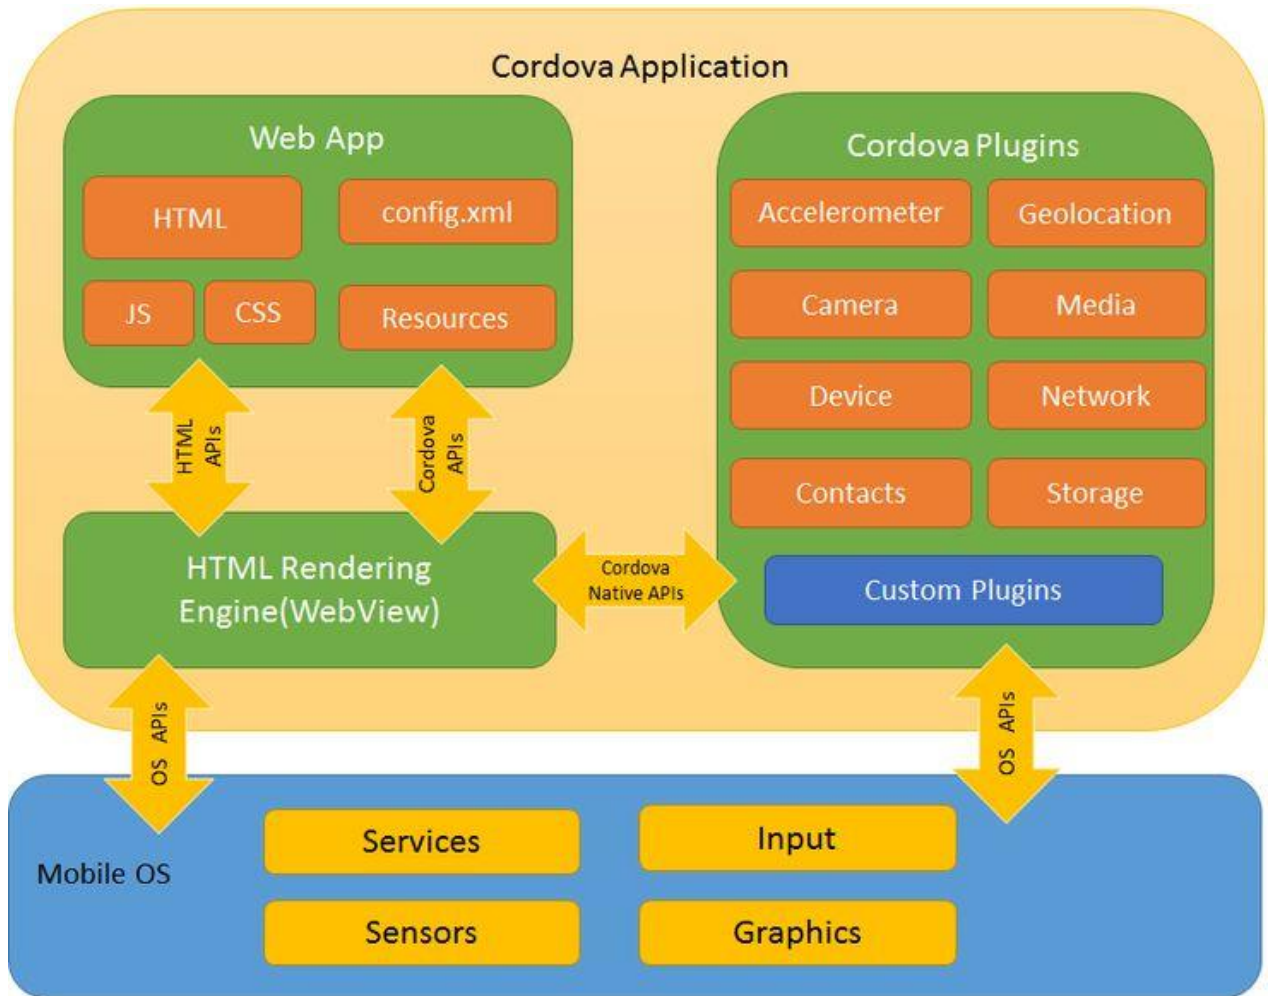 Cordova Application
Web App
HTML
config.xml
JS
CSS
Resources
HTML
APIs
Cordova
APIs
HTML Rendering
Engine(WebView)
Cordova
Native APIs
Cordova Plugins
Accelerometer
Geolocation
Camera
Media
Device
Network
Contacts
Storage
Custom Plugins
OS APIs
OS APIs
Mobile OS
Services
Input
Sensors
Graphics